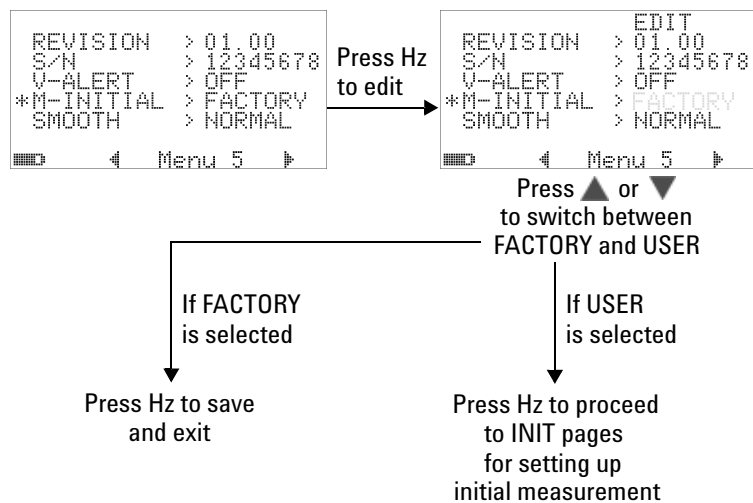 REVISION > 01.00
S/N > 12345678
V-ALERT > OFF
*M-INITIAL > FACTORY
SMOOTH > NORMAL
Menu 5
Press Hz
to edit
EDIT
REVISION > 01.00
S/N > 12345678
V-ALERT > OFF
*M-INITIAL > FACTORY
SMOOTH > NORMAL
Menu 5
Press ▲ or ▼
to switch between
FACTORY and USER
If FACTORY
is selected
If USER
is selected
Press Hz to save
and exit
Press Hz to proceed
to INIT pages
for setting up
initial measurement